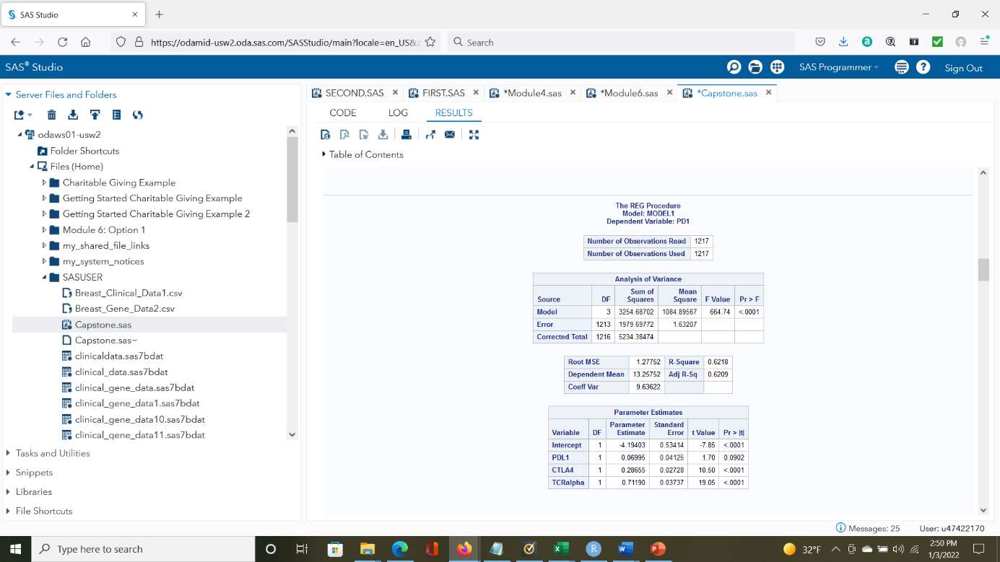 SAS Studio
https://odamid-usw2.oda.sas.com/SASStudio/main?locale=en_US&z
Search
SAS® Studio
SAS Programmer
Sign Out
Server Files and Folders
odaws01-usw2
Folder Shortcuts
Files (Home)
Charitable Giving Example
Getting Started Charitable Giving Example
Getting Started Charitable Giving Example 2
Module 6: Option 1
my_shared_file_links
my_system_notices
SASUSER
Breast_Clinical_Data1.csv
Breast_Gene_Data2.csv
Capstone.sas
Capstone.sas~
clinicaldata.sas7bdat
clinical_data.sas7bdat
clinical_gene_data.sas7bdat
clinical_gene_data1.sas7bdat
clinical_gene_data10.sas7bdat
clinical_gene_data11.sas7bdat
Tasks and Utilities
Snippets
Libraries
File Shortcuts
SECOND.SAS FIRST.SAS *Module4.sas *Module6.sas *Capstone.sas
CODE LOG RESULTS
Table of Contents
The REG Procedure
Model: MODEL1
Dependent Variable: PD1
Number of Observations Read 1217
Number of Observations Used 1217
Analysis of Variance
Source DF Sum of Squares Mean Square F Value Pr > F
Model 3 3254.68702 1084.89567 664.74 <.0001
Error 1213 1979.69772 1.63207
Corrected Total 1216 5234.38474
Root MSE 1.27752 R-Square 0.6218
Dependent Mean 13.25752 Adj R-Sq 0.6209
Coeff Var 9.63622
Parameter Estimates
Variable DF Parameter Estimate Standard Error t Value Pr > |t|
Intercept 1 -4.19403 0.53414 -7.85 <.0001
PDL1 1 0.06995 0.04125 1.70 0.0902
CTLA4 1 0.28655 0.02728 10.50 <.0001
TCRalpha 1 0.71190 0.03737 19.05 <.0001
Messages: 25 User: u47422170
Type here to search
32°F
2:50 PM
1/3/2022